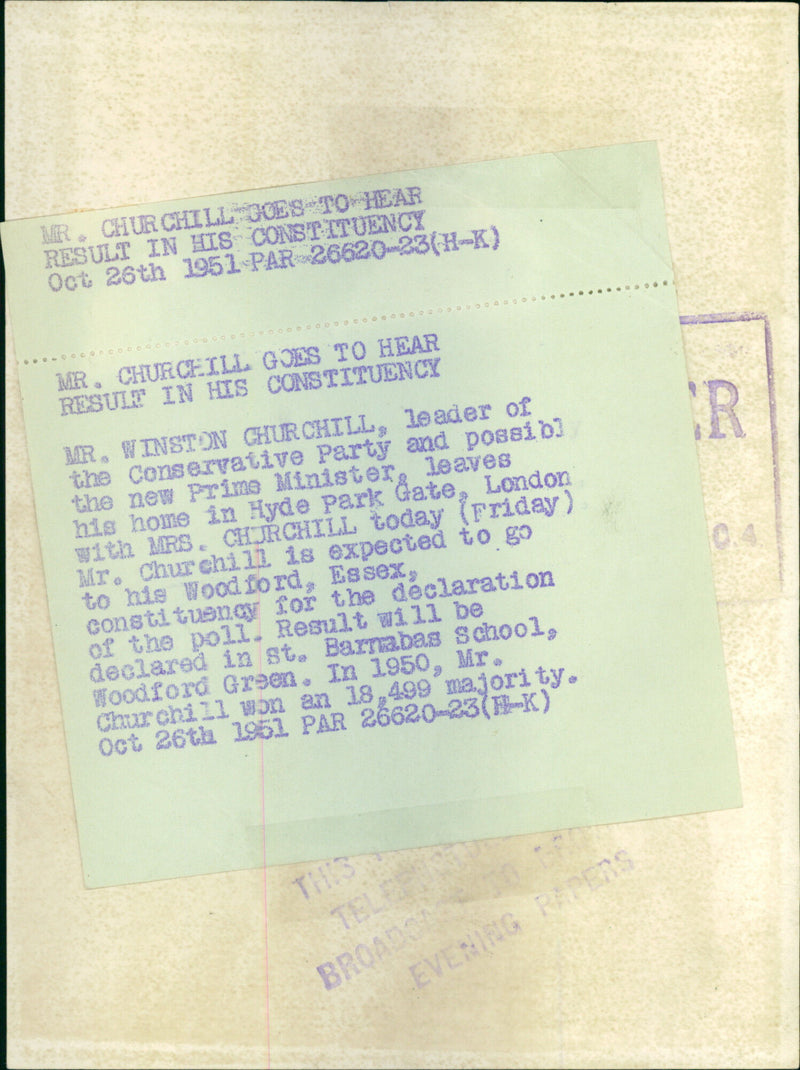 MR. CHURCHILL GOES TO HEAR
RESULT IN HIS CONSTITUENCY
Oct 26th 1951 PAR 26620-23(H-K)
MR. CHURCHILL GOES TO HEAR
RESULT IN HIS CONSTITUENCY
MR. WINSTON CHURCHILL, leader of
the Conservative Party and possibl
the new Prime Minister, leaves
his home in Hyde Park Gate, London
with MRS. CHURCHILL today (Friday)
Mr. Churchill is expected to go
to his Woodford, Essex,
constituency for the declaration
of the poll. Result will be
declared in St. Barnabas School,
Woodford Green. In 1950, Mr.
Churchill won an 18,499 majority.
Oct 26th 1951 PAR 26620-23(H-K)
ER
C.4
THIS
TO
EVENING PAPERS